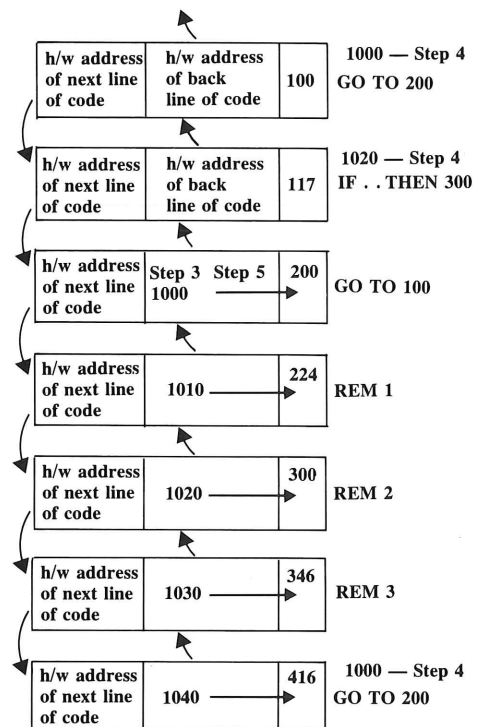 h/w address of next line of code
h/w address of back line of code
100
1000 — Step 4
GO TO 200
h/w address of next line of code
h/w address of back line of code
117
1020 — Step 4
IF . . THEN 300
h/w address of next line of code
Step 3 Step 5
1000
200
GO TO 100
h/w address of next line of code
1010
224
REM 1
h/w address of next line of code
1020
300
REM 2
h/w address of next line of code
1030
346
REM 3
h/w address of next line of code
1040
416
1000 — Step 4
GO TO 200